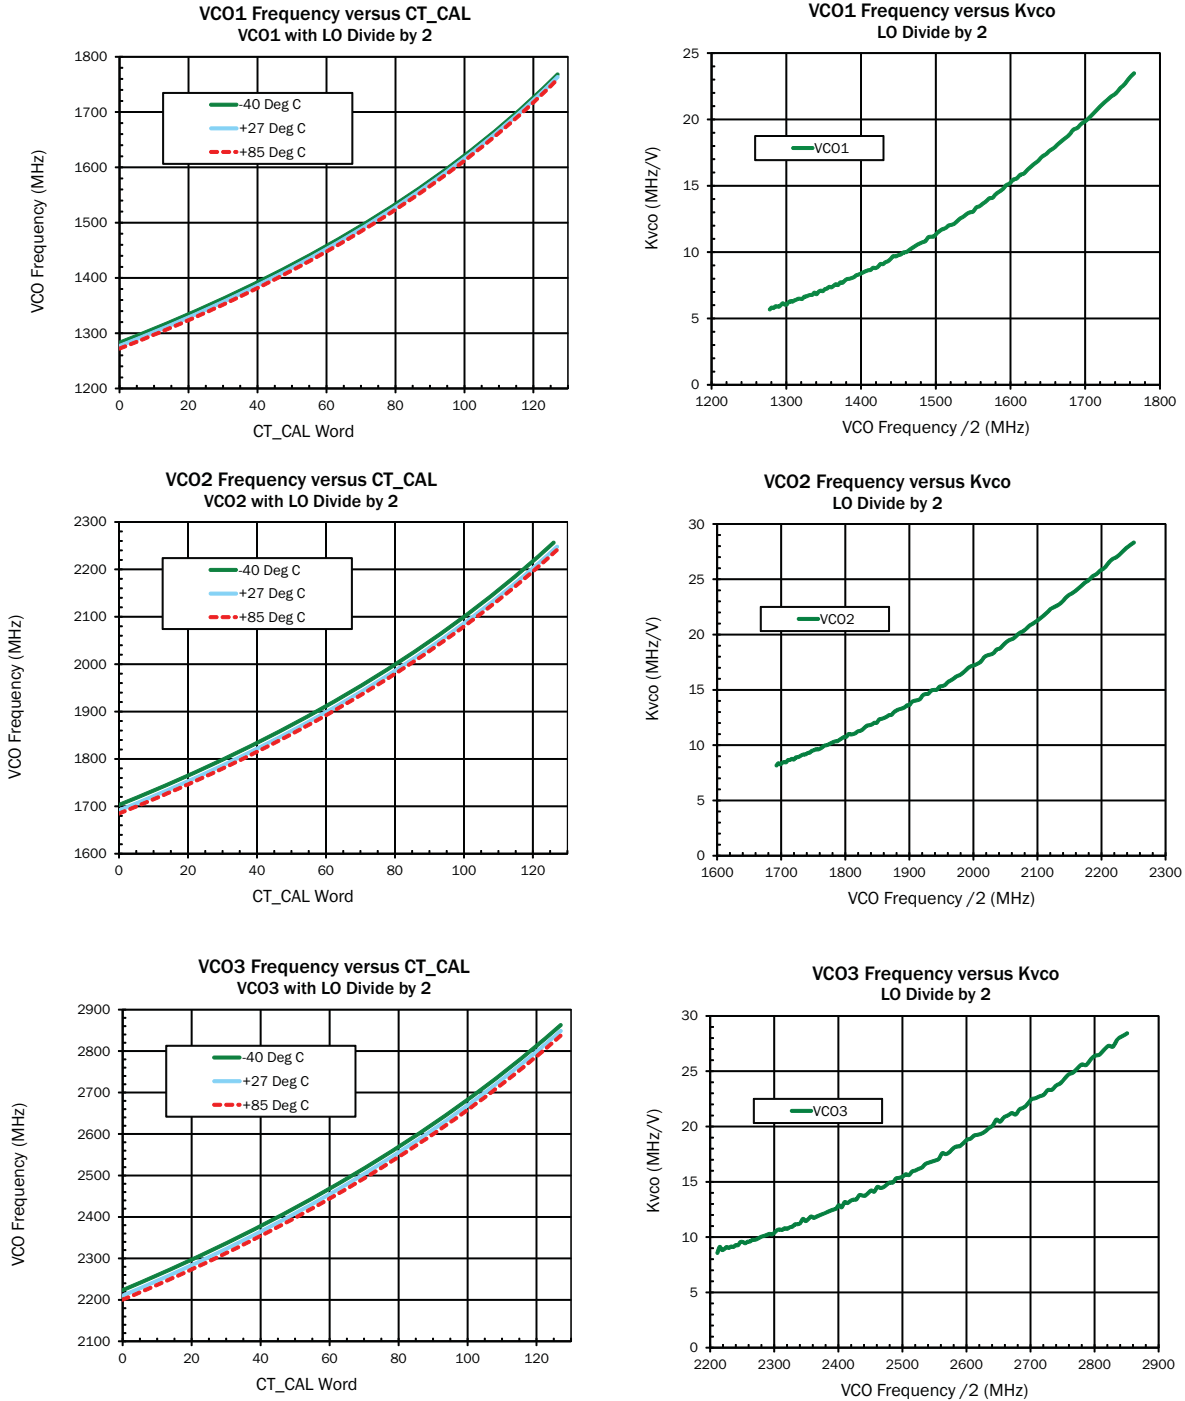 VCO1 Frequency versus CT_CAL
VCO1 with LO Divide by 2
1800
1700
1600
1500
1400
1300
1200
0 20 40 60 80 100 120
-40 Deg C
+27 Deg C
+85 Deg C
VCO Frequency (MHz)
CT_CAL Word
VCO1 Frequency versus Kvco
LO Divide by 2
25
20
15
10
5
0
1200 1300 1400 1500 1600 1700 1800
VCO1
Kvco (MHz/V)
VCO Frequency /2 (MHz)
VCO2 Frequency versus CT_CAL
VCO2 with LO Divide by 2
2300
2200
2100
2000
1900
1800
1700
1600
0 20 40 60 80 100 120
-40 Deg C
+27 Deg C
+85 Deg C
VCO Frequency (MHz)
CT_CAL Word
VCO2 Frequency versus Kvco
LO Divide by 2
30
25
20
15
10
5
0
1600 1700 1800 1900 2000 2100 2200 2300
VCO2
Kvco (MHz/V)
VCO Frequency /2 (MHz)
VCO3 Frequency versus CT_CAL
VCO3 with LO Divide by 2
2900
2800
2700
2600
2500
2400
2300
2200
2100
0 20 40 60 80 100 120
-40 Deg C
+27 Deg C
+85 Deg C
VCO Frequency (MHz)
CT_CAL Word
VCO3 Frequency versus Kvco
LO Divide by 2
30
25
20
15
10
5
0
2200 2300 2400 2500 2600 2700 2800 2900
VCO3
Kvco (MHz/V)
VCO Frequency /2 (MHz)